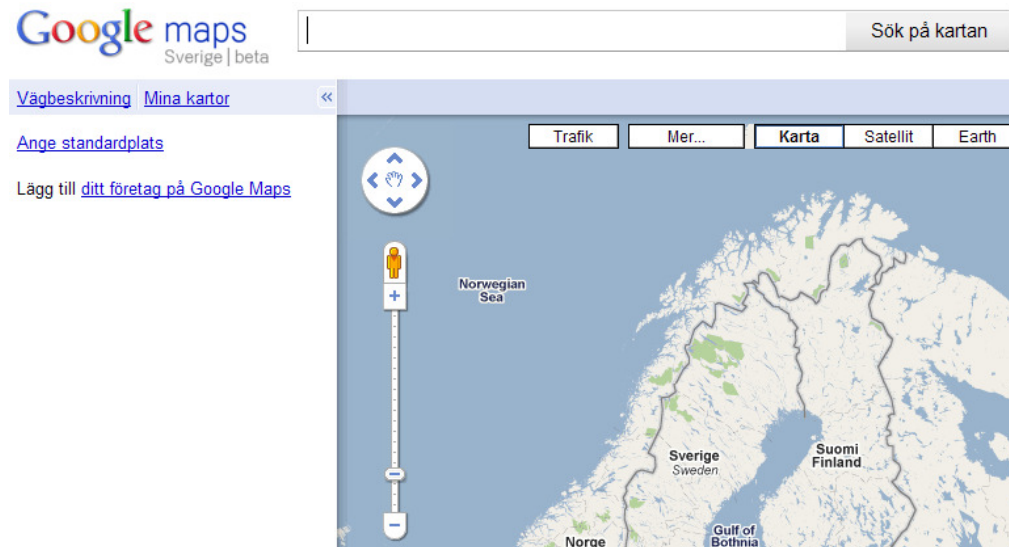 Google maps
Sverige | beta
Sök på kartan
Vägbeskrivning Mina kartor «
Ange standardplats
Lägg till ditt företag på Google Maps
Trafik Mer... Karta Satellit Earth
Norwegian
Sea
Sverige
Sweden
Suomi
Finland
Gulf of
Bothnia
Norge